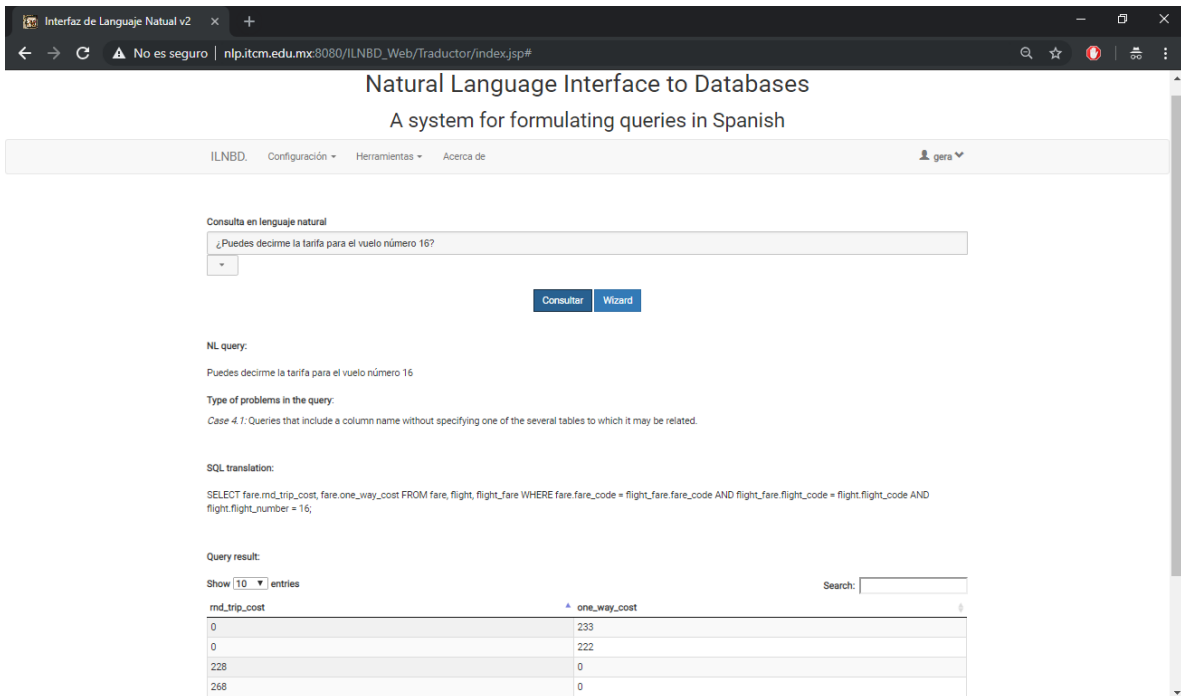 Interfaz de Languaje Natual v2
No es seguro | nlp.itcm.edu.mx:8080/ILNBD_Web/Traductor/index.jsp#
Natural Language Interface to Databases
A system for formulating queries in Spanish
ILNBD. Configuración Herramientas Acerca de gera
Consulta en lenguaje natural
¿Puedes decirme la tarifa para el vuelo número 16?
Consultar Wizard
NL query:
Puedes decirme la tarifa para el vuelo número 16
Type of problems in the query:
Case 4.1: Queries that include a column name without specifying one of the several tables to which it may be related.
SQL translation:
SELECT fare.rnd_trip_cost, fare.one_way_cost FROM fare, flight, flight_fare WHERE fare.fare_code = flight_fare.fare_code AND flight_fare.flight_code = flight.flight_code AND
flight.flight_number = 16;
Query result:
Show 10 entries Search:
rnd_trip_cost one_way_cost
0 233
0 222
228 0
268 0